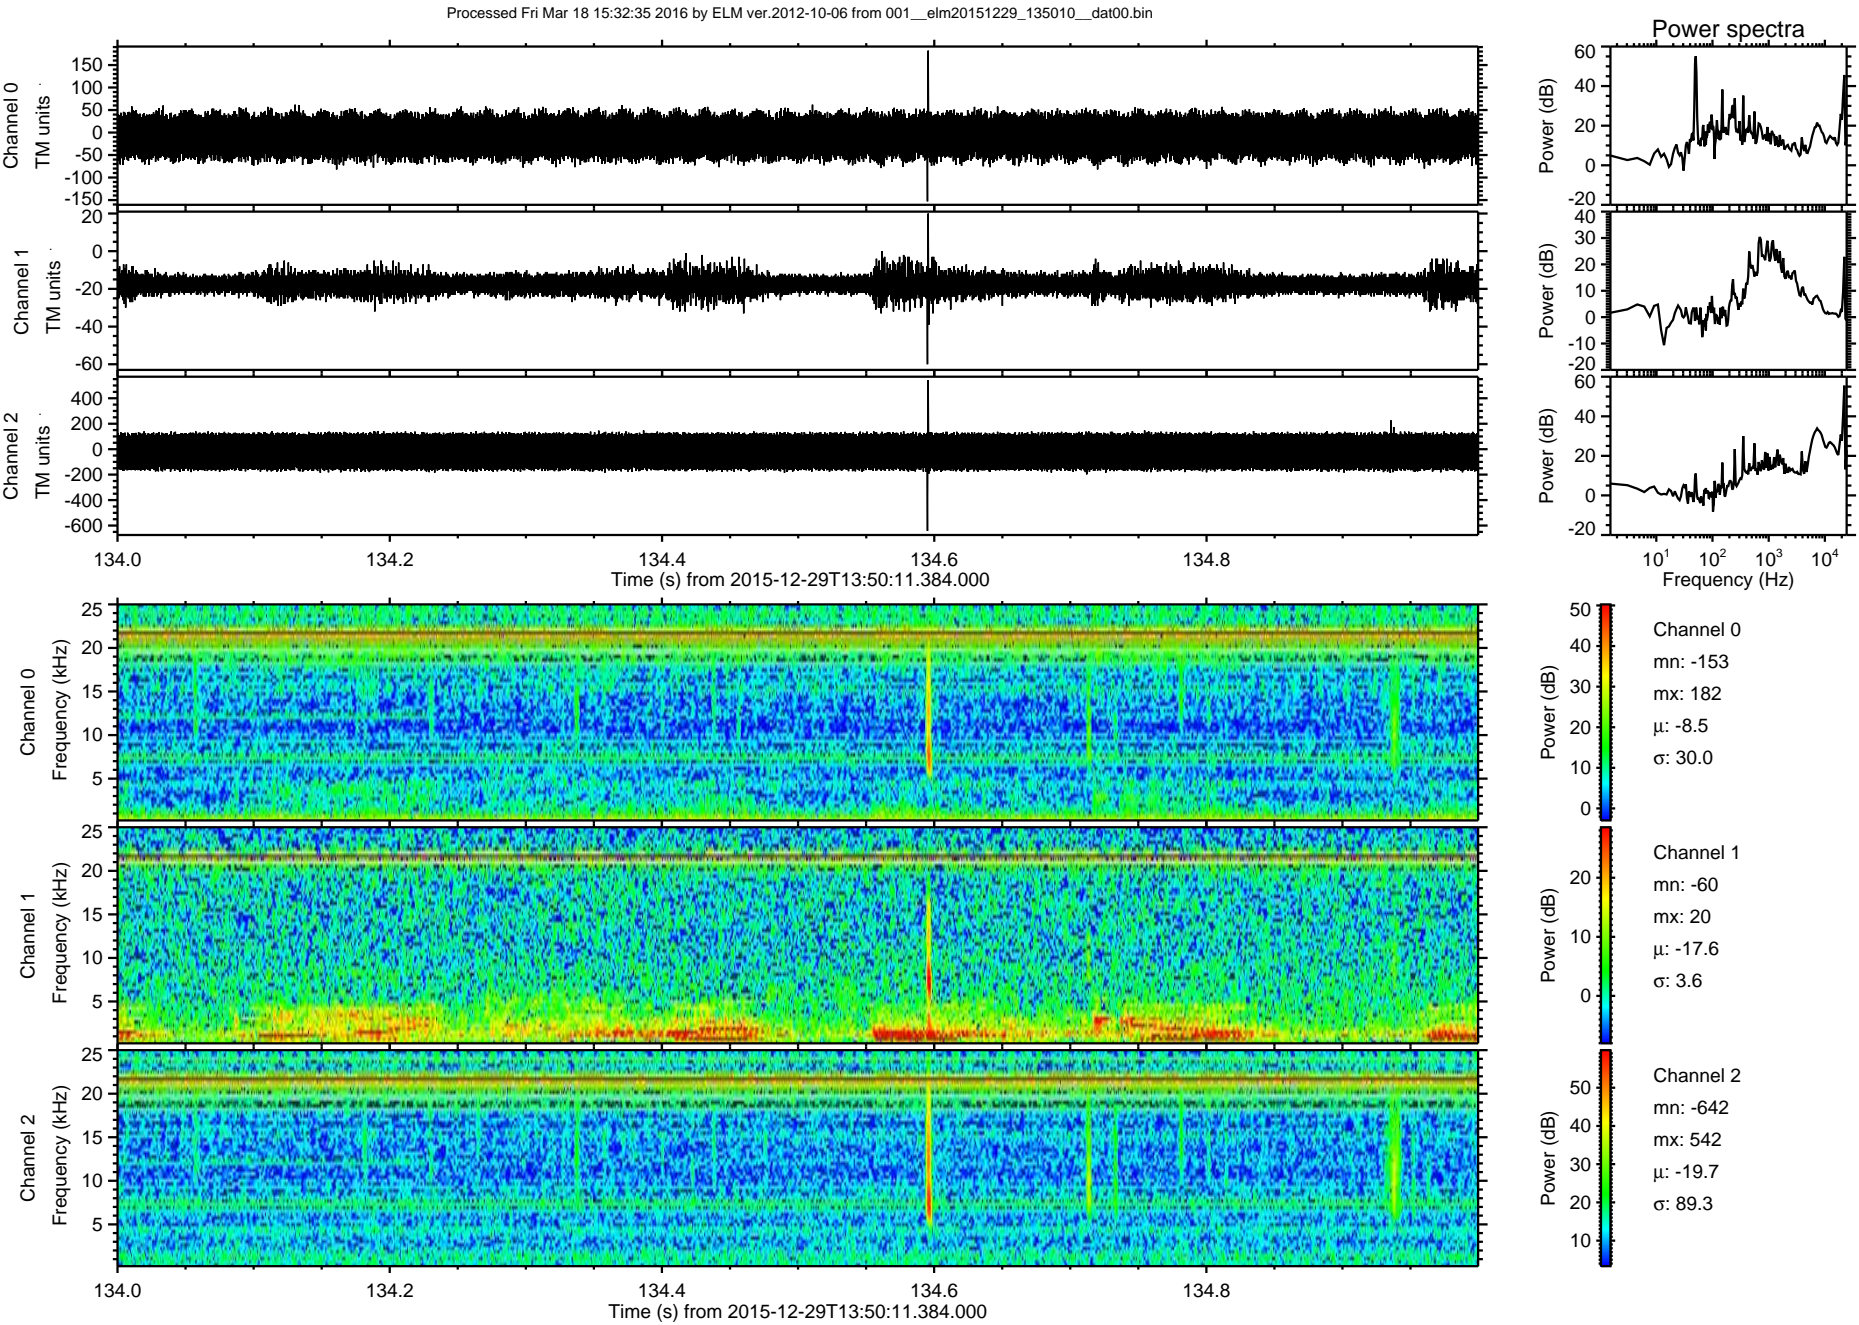 Processed Fri Mar 18 15:32:35 2016 by ELM ver.2012-10-06 from 001__elm20151229_135010__dat00.bin
Power spectra
Channel 0
TM units
150
100
50
0
-50
-100
-150
Power (dB)
60
40
20
0
-20
Channel 1
TM units
20
0
-20
-40
-60
Power (dB)
40
30
20
10
0
-10
-20
Channel 2
TM units
400
200
0
-200
-400
-600
Power (dB)
60
40
20
0
-20
134.0
134.2
134.4
134.6
134.8
Time (s) from 2015-12-29T13:50:11.384.000
10¹
10²
10³
10⁴
Frequency (Hz)
Channel 0
Frequency (kHz)
25
20
15
10
5
Power (dB)
50
40
30
20
10
0
Channel 0
mn: -153
mx: 182
μ: -8.5
σ: 30.0
Channel 1
Frequency (kHz)
25
20
15
10
5
Power (dB)
20
10
0
Channel 1
mn: -60
mx: 20
μ: -17.6
σ: 3.6
Channel 2
Frequency (kHz)
25
20
15
10
5
Power (dB)
50
40
30
20
10
Channel 2
mn: -642
mx: 542
μ: -19.7
σ: 89.3
134.0
134.2
134.4
134.6
134.8
Time (s) from 2015-12-29T13:50:11.384.000